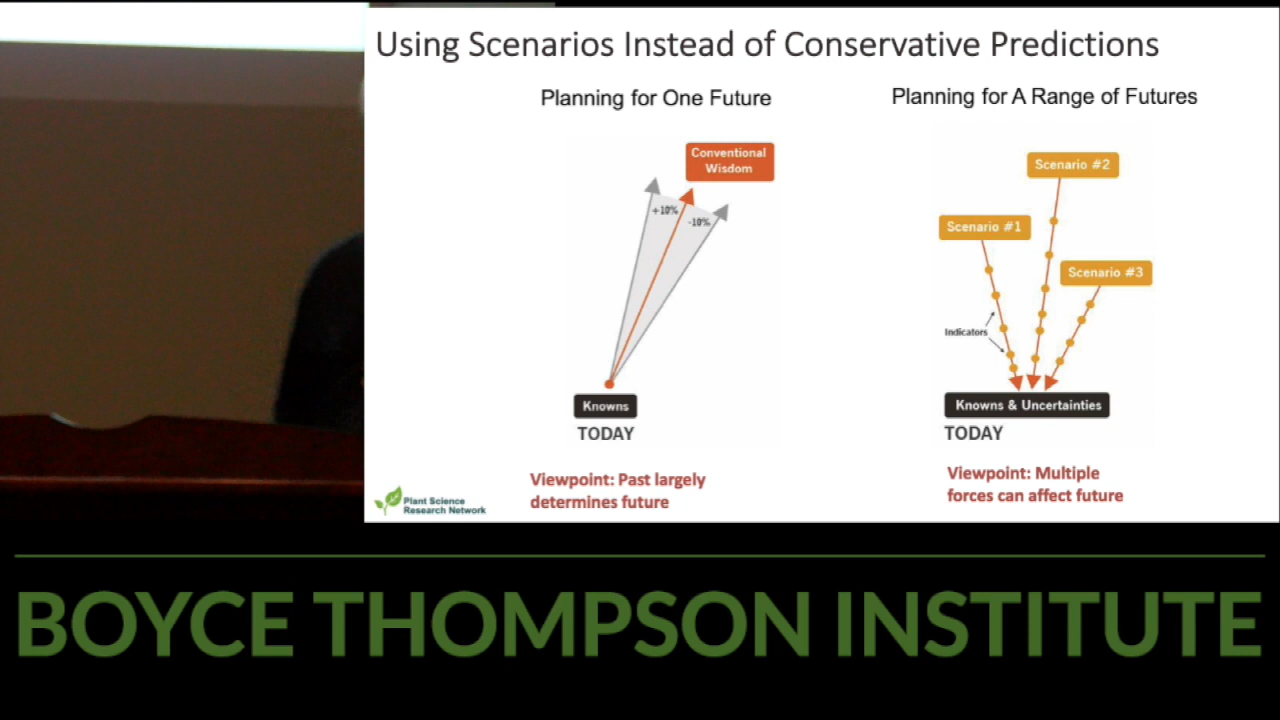 Using Scenarios Instead of Conservative Predictions
Planning for One Future
Conventional
Wisdom
+10%
-10%
Knowns
TODAY
Viewpoint: Past largely
determines future
Planning for A Range of Futures
Scenario #2
Scenario #1
Scenario #3
Indicators
Knowns & Uncertainties
TODAY
Viewpoint: Multiple
forces can affect future
Plant Science
Research Network
BOYCE THOMPSON INSTITUTE